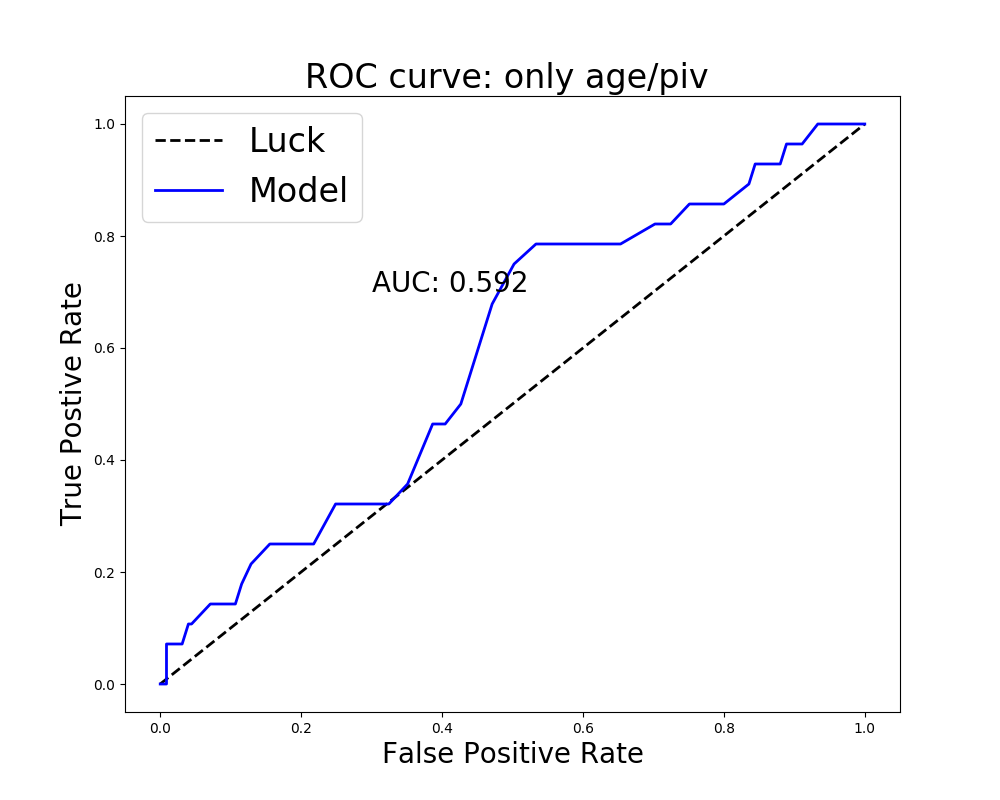 ROC curve: only age/piv
Luck
Model
AUC: 0.592
True Postive Rate
1.0
0.8
0.6
0.4
0.2
0.0
0.0 0.2 0.4 0.6 0.8 1.0
False Positive Rate